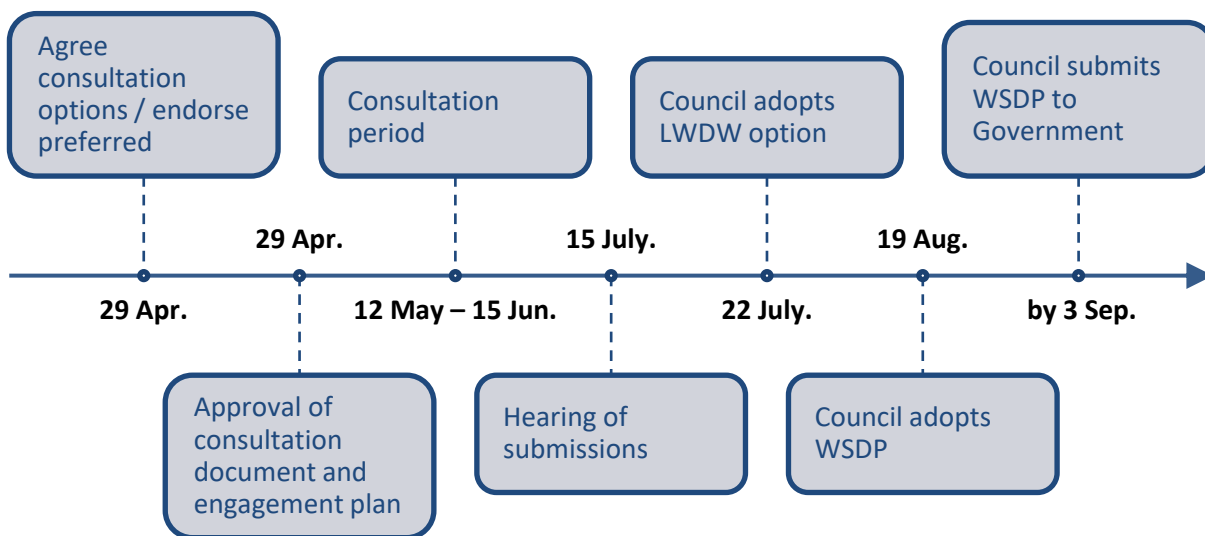 Agree
consultation
options / endorse
preferred
Consultation
period
Council adopts
LWDW option
Council submits
WSDP to
Government
29 Apr.
15 July.
19 Aug.
29 Apr.
12 May – 15 Jun.
22 July.
by 3 Sep.
Approval of
consultation
document and
engagement plan
Hearing of
submissions
Council adopts
WSDP